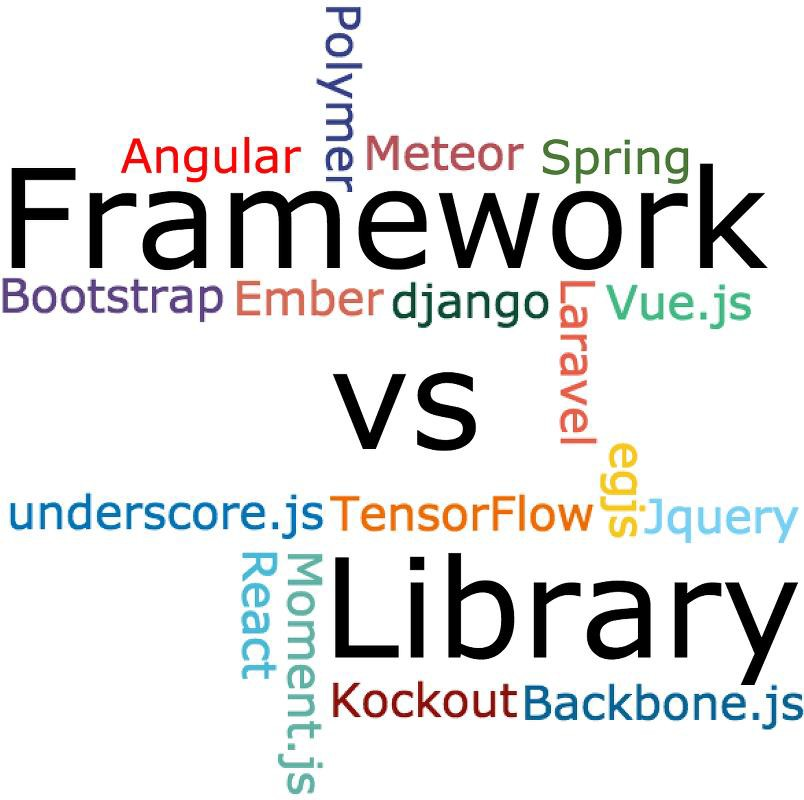 Polymer
Angular
Meteor
Spring
Framework
Bootstrap
Ember
django
Laravel
Vue.js
vs
egjs
underscore.js
TensorFlow
Jquery
React
Moment.js
Library
Kockout
Backbone.js